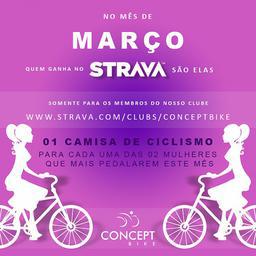 NO MÊS DE
MARÇO
QUEM GANHA NO STRAVA™ SÃO ELAS
SOMENTE PARA OS MEMBROS DO NOSSO CLUBE
WWW.STRAVA.COM/CLUBS/CONCEPTBIKE
01 CAMISA DE CICLISMO
PARA CADA UMA DAS 02 MULHERES
QUE MAIS PEDALAREM ESTE MÊS
CONCEPT
BIKE